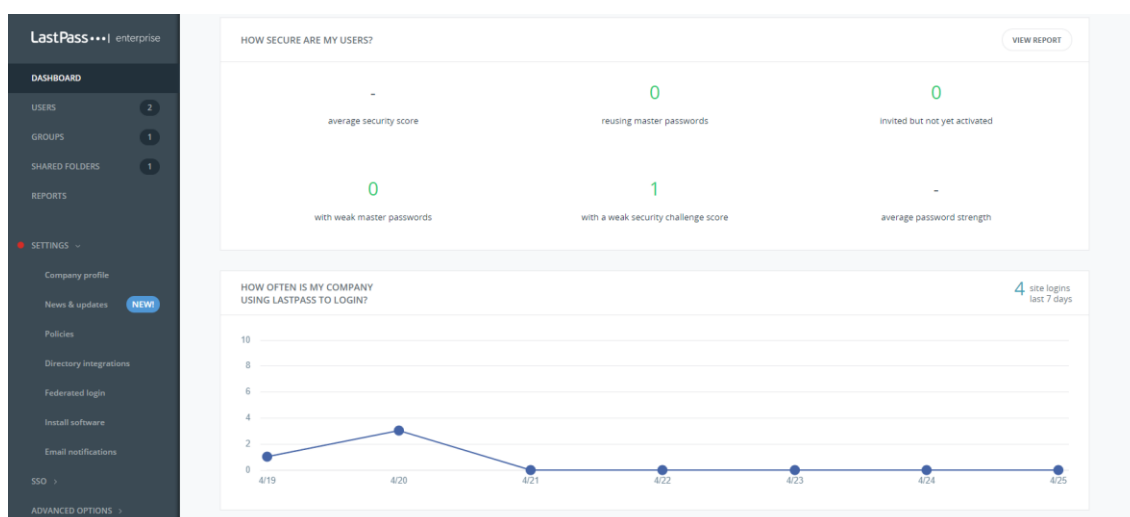 LastPass •••| enterprise
DASHBOARD
USERS 2
GROUPS 1
SHARED FOLDERS 1
REPORTS
SETTINGS
Company profile
News & updates NEW!
Policies
Directory integrations
Federated login
Install software
Email notifications
SSO >
ADVANCED OPTIONS >
HOW SECURE ARE MY USERS?
VIEW REPORT
-
average security score
0
reusing master passwords
0
invited but not yet activated
0
with weak master passwords
1
with a weak security challenge score
-
average password strength
HOW OFTEN IS MY COMPANY
USING LASTPASS TO LOGIN?
4 site logins
last 7 days
10
8
6
4
2
0
4/19 4/20 4/21 4/22 4/23 4/24 4/25